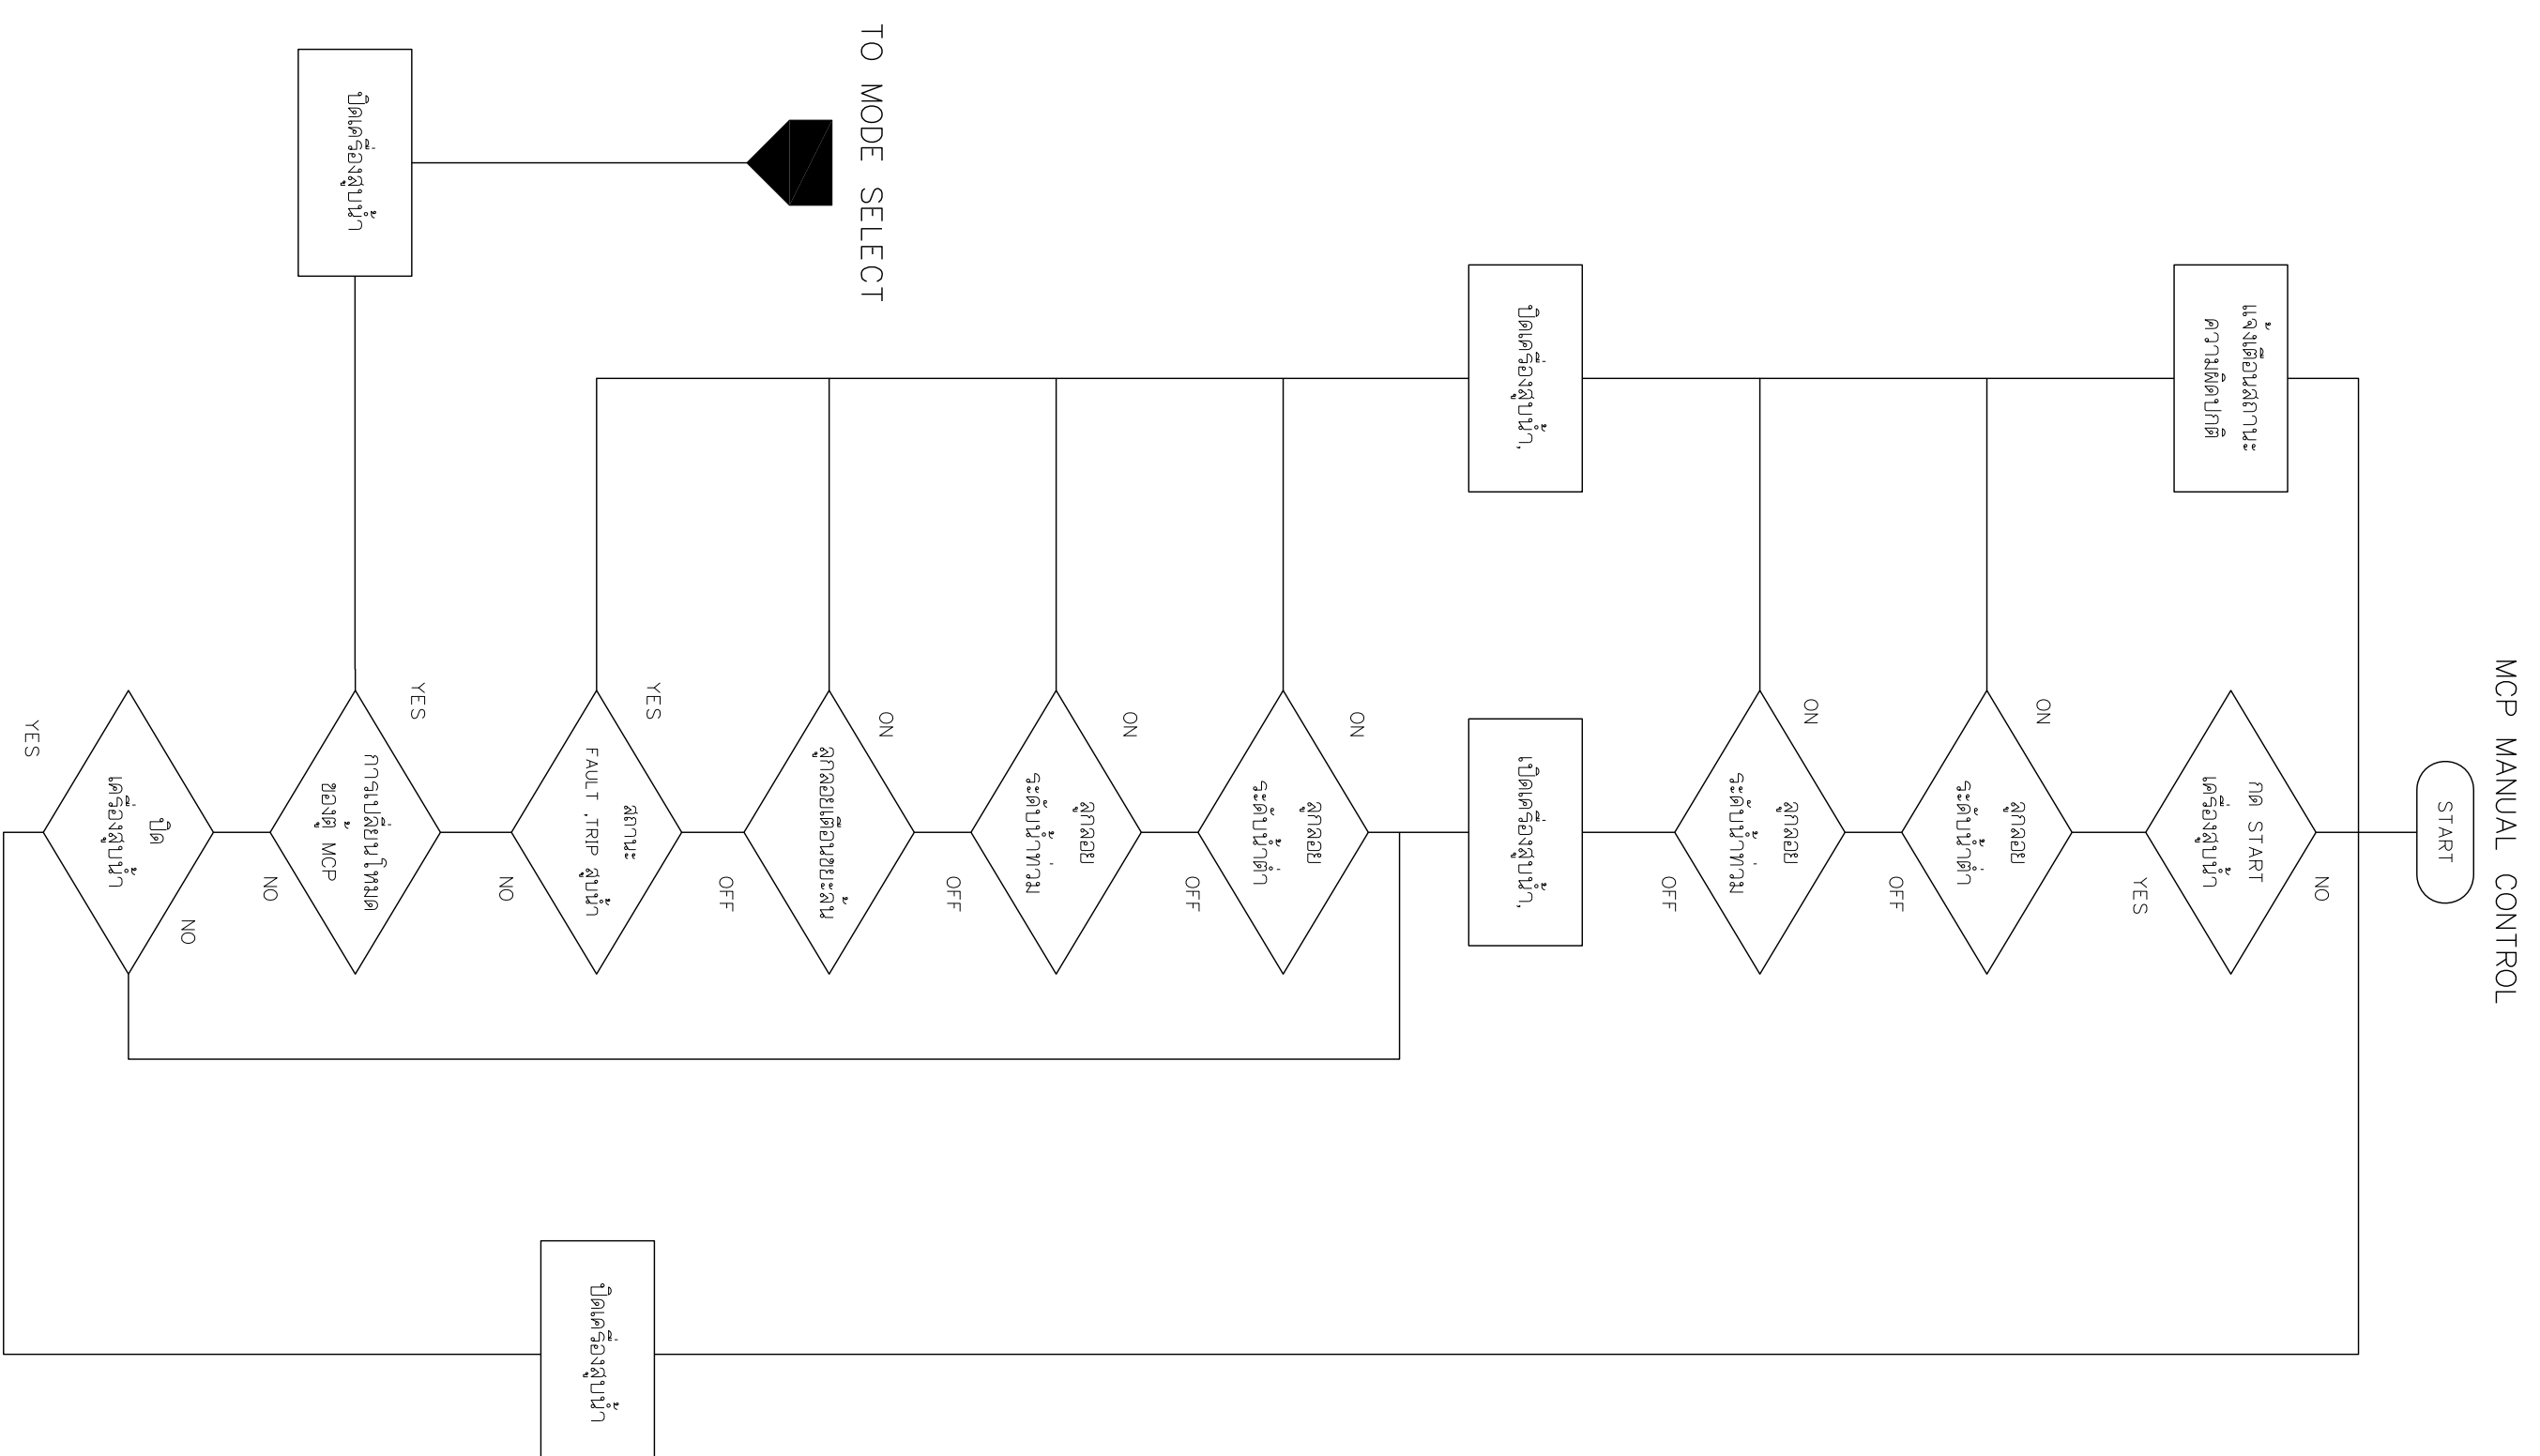 MCP MANUAL CONTROL
START
กด START
เครื่องสูบน้ำ
NO
YES
แจ้งเตือนสถานะ
ความผิดปกติ
ON
ลูกลอย
ระดับน้ำต่ำ
OFF
ON
ลูกลอย
ระดับน้ำท่วม
OFF
ปิดเครื่องสูบน้ำ,
เปิดเครื่องสูบน้ำ,
ON
ลูกลอย
ระดับน้ำต่ำ
OFF
ON
ลูกลอย
ระดับน้ำท่วม
OFF
TO MODE SELECT
ON
ลูกลอยเตือนขยะล้น
OFF
YES
สถานะ
FAULT ,TRIP สูบน้ำ
NO
ปิดเครื่องสูบน้ำ
YES
การเปลี่ยนโหมด
ของตู้ MCP
NO
ปิด
เครื่องสูบน้ำ
NO
YES
ปิดเครื่องสูบน้ำ